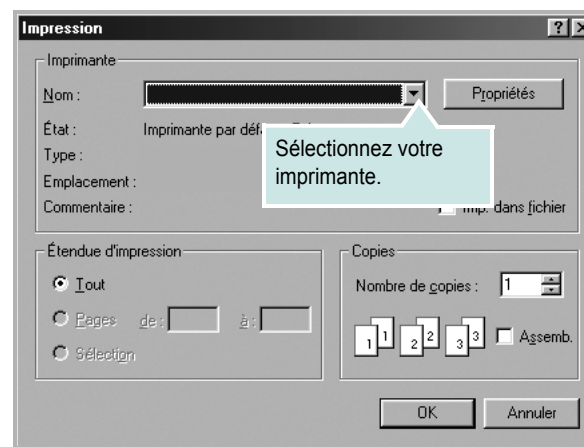 Impression
Imprimante
Nom :
Propriétés
État :
Imprimante par
Sélectionnez votre
imprimante.
Type :
Emplacement :
Commentaire :
Imp. dans fichier
Étendue d'impression
Tout
Pages de : à :
Sélection
Copies
Nombre de copies : 1
1 1 2 2 3 3
Assemb.
OK
Annuler